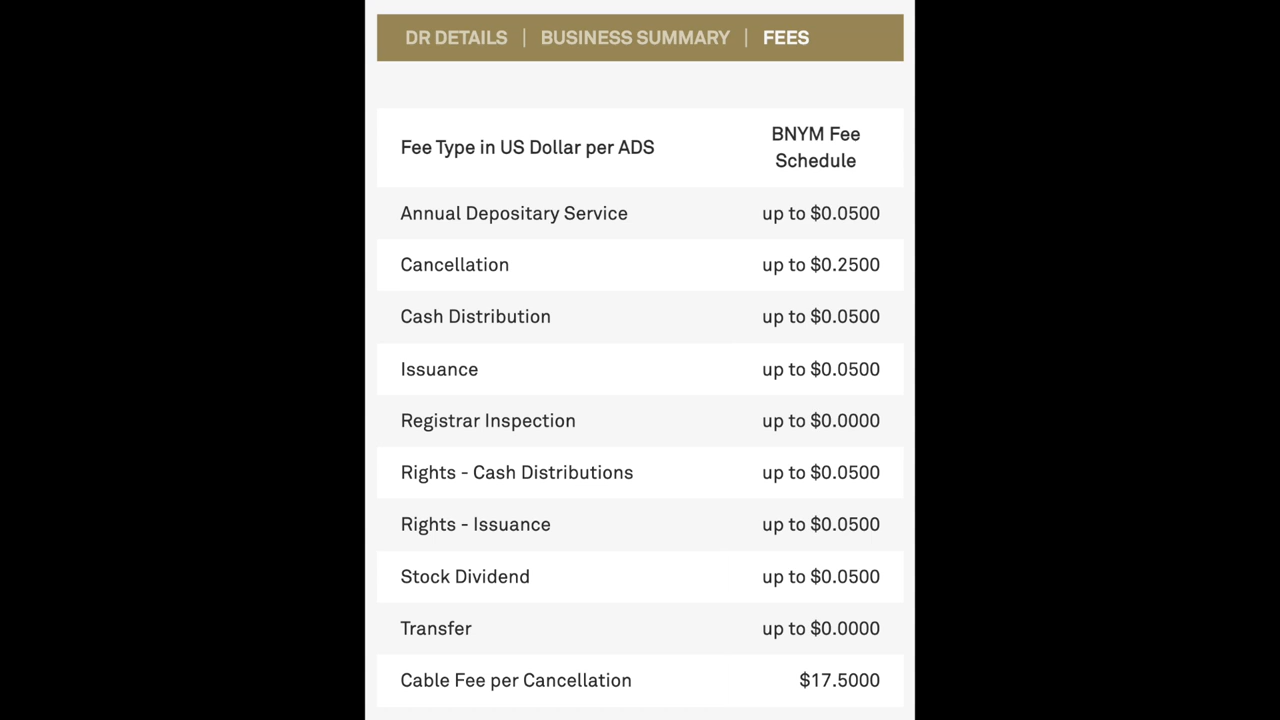 DR DETAILS | BUSINESS SUMMARY | FEES
Fee Type in US Dollar per ADS BNYM Fee Schedule
Annual Depositary Service up to $0.0500
Cancellation up to $0.2500
Cash Distribution up to $0.0500
Issuance up to $0.0500
Registrar Inspection up to $0.0000
Rights - Cash Distributions up to $0.0500
Rights - Issuance up to $0.0500
Stock Dividend up to $0.0500
Transfer up to $0.0000
Cable Fee per Cancellation $17.5000